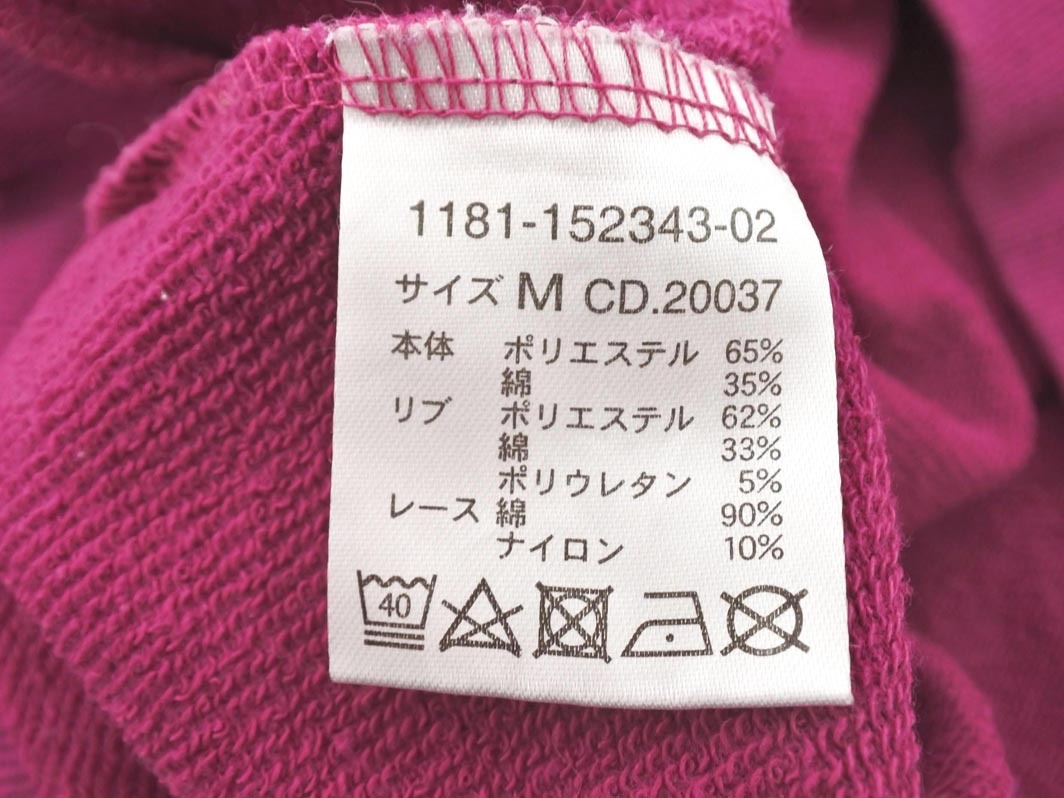 1181-152343-02
サイズ M CD.20037
本体 ポリエステル 65%
綿 35%
リブ ポリエステル 62%
綿 33%
ポリウレタン 5%
レース 綿 90%
ナイロン 10%
40